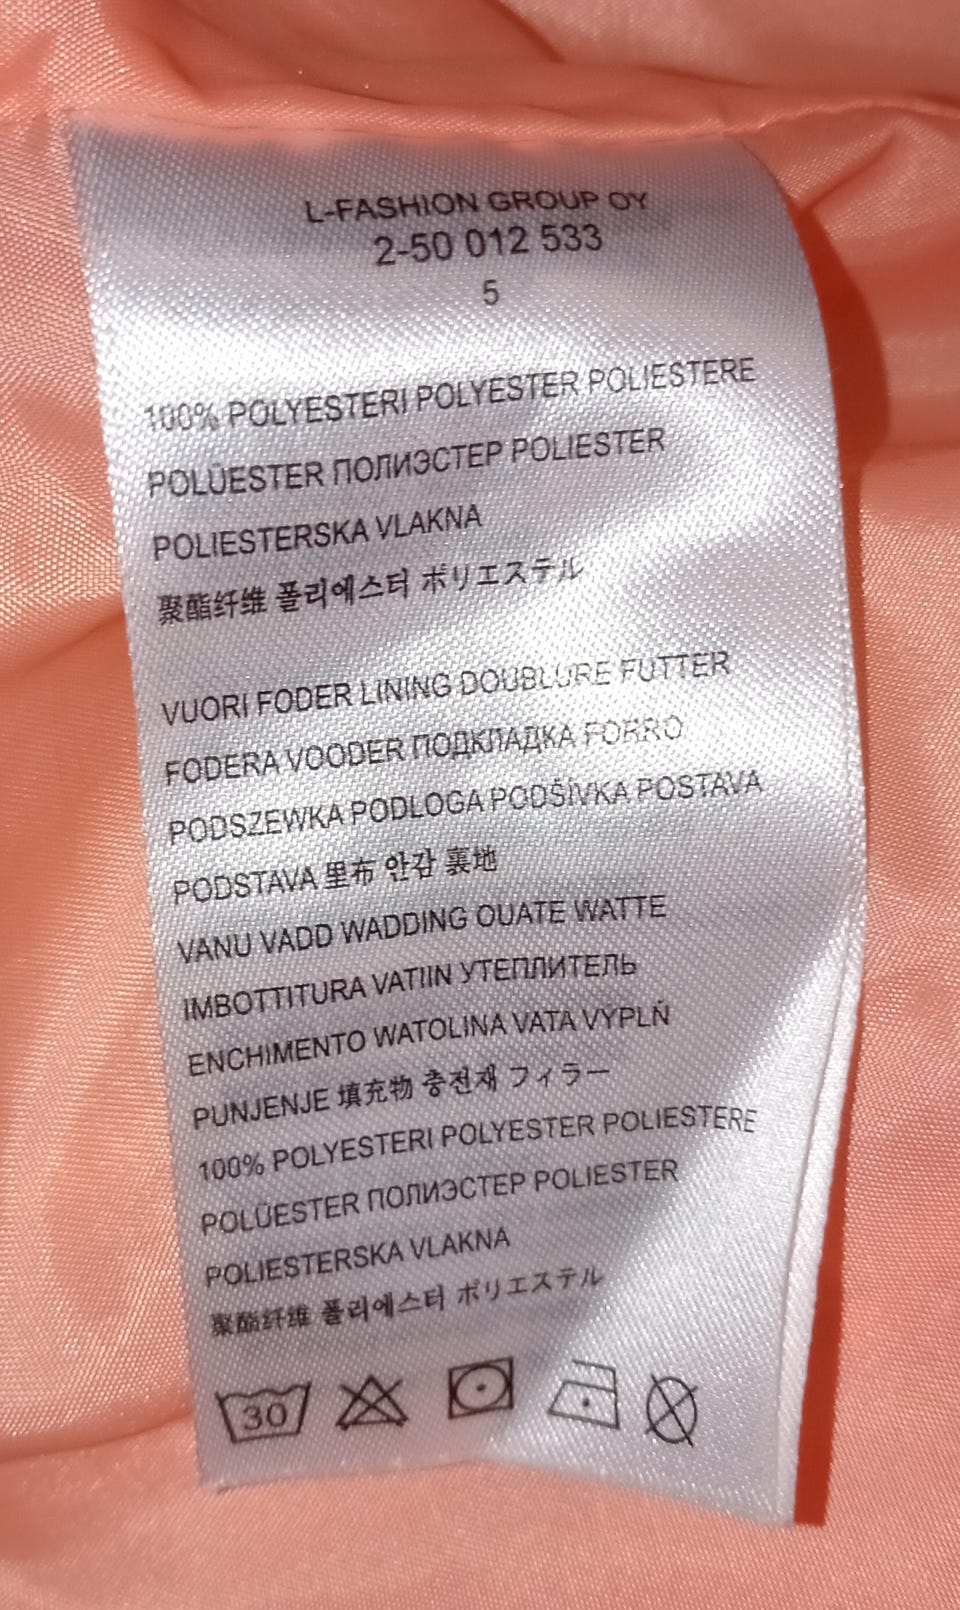 L-FASHION GROUP OY
2-50 012 533
5
100% POLYESTERI POLYESTER POLIESTERE
POLÜESTER ПОЛИЭСТЕР POLIESTER
POLIESTERSKA VLAKNA
聚酯纤维 폴리에스터 ポリエステル
VUORI FODER LINING DOUBLURE FUTTER
FODERA VOODER ПОДКЛАДКА FORRO
PODSZEWKA PODLOGA PODŠÍVKA POSTAVA
PODSTAVA 里布 안감 裏地
VANU VADD WADDING OUATE WATTE
IMBOTTITURA VATIIN УТЕПЛИТЕЛЬ
ENCHIMENTO WATOLINA VATA VÝPLŇ
PUNJENJE 填充物 충전재 フィラー
100% POLYESTERI POLYESTER POLIESTERE
POLÜESTER ПОЛИЭСТЕР POLIESTER
POLIESTERSKA VLAKNA
聚酯纤维 폴리에스터 ポリエステル
30